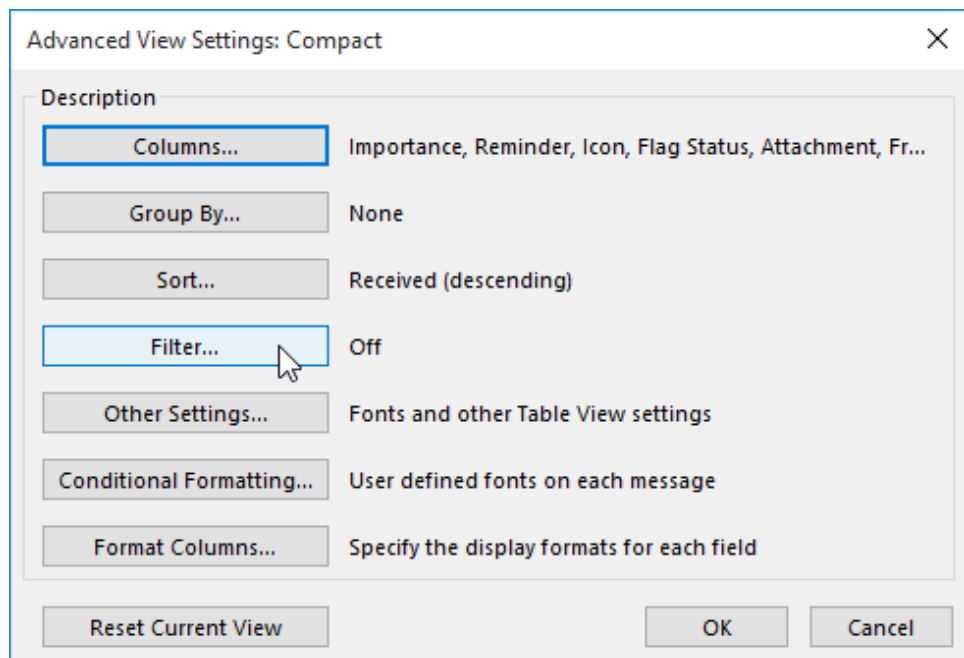 Advanced View Settings: Compact
Description
Columns... Importance, Reminder, Icon, Flag Status, Attachment, Fr...
Group By... None
Sort... Received (descending)
Filter... Off
Other Settings... Fonts and other Table View settings
Conditional Formatting... User defined fonts on each message
Format Columns... Specify the display formats for each field
Reset Current View OK Cancel